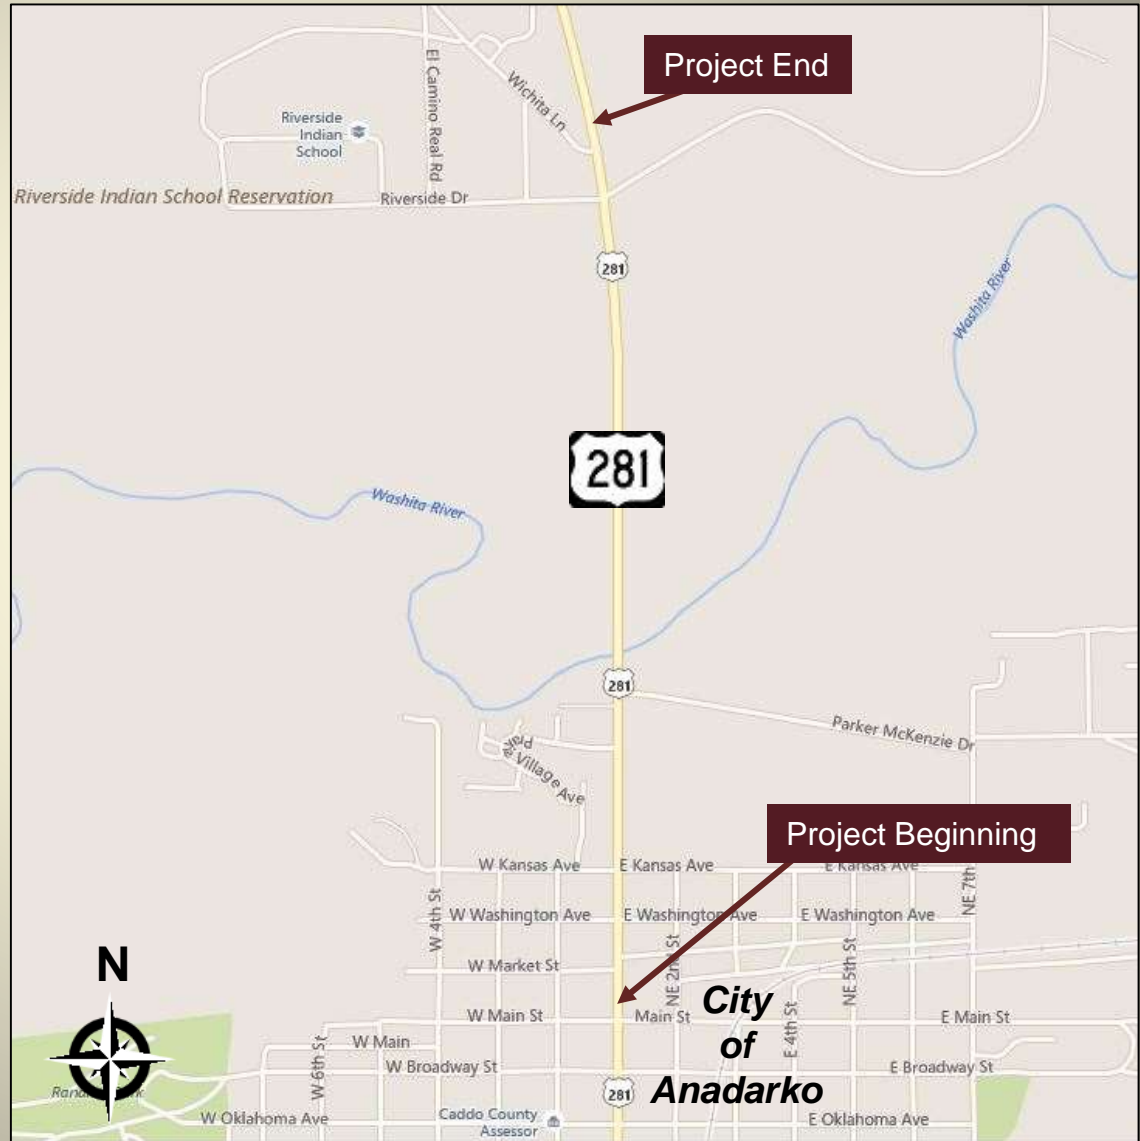 Project End
El Camino Real Rd
Wichita Ln
Riverside
Indian
School
Riverside Indian School Reservation
Riverside Dr
281
Washita River
281
Washita River
281
Parker McKenzie Dr
Village Ave
Project Beginning
W Kansas Ave
E Kansas Ave
E Kansas Ave
NE 7th
W 4th St
W Washington Ave
E Washington Ave
E Washington Ave
W Market St
NE 2nd St
NE 5th St
N
City
of
Anadarko
W Main St
Main St
E Main St
E 4th St
W Main
W 6th St
W Broadway St
E Broadway St
281
W Oklahoma Ave
Caddo County
Assessor
E Oklahoma Ave